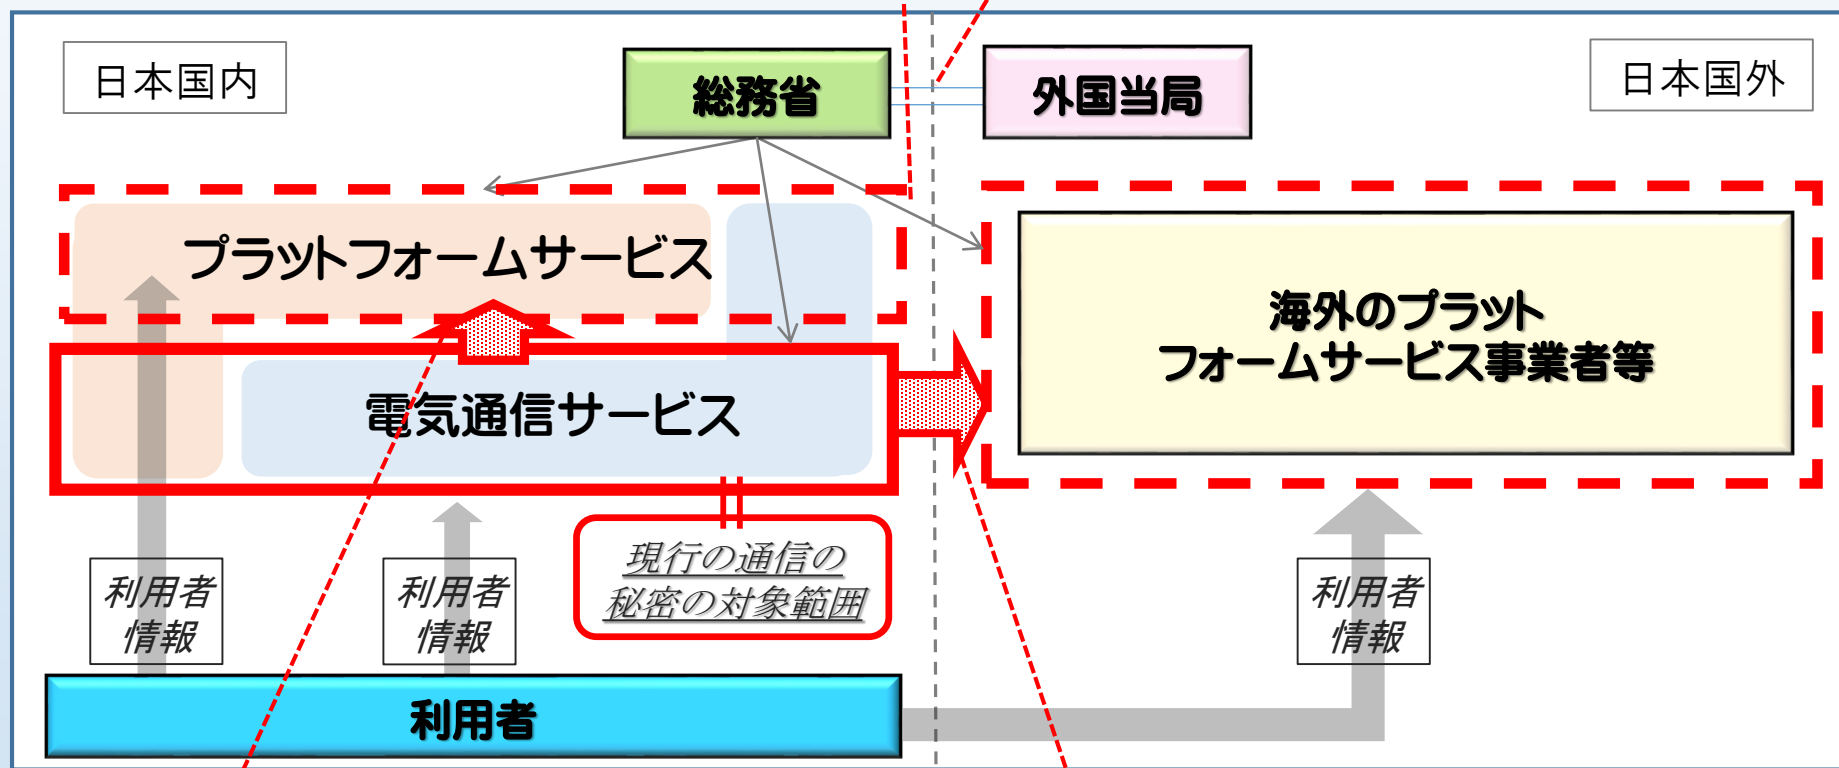 日本国内
総務省
外国当局
日本国外
プラットフォームサービス
海外のプラット
フォームサービス事業者等
電気通信サービス
現行の通信の
秘密の対象範囲
利用者
情報
利用者
情報
利用者
情報
利用者